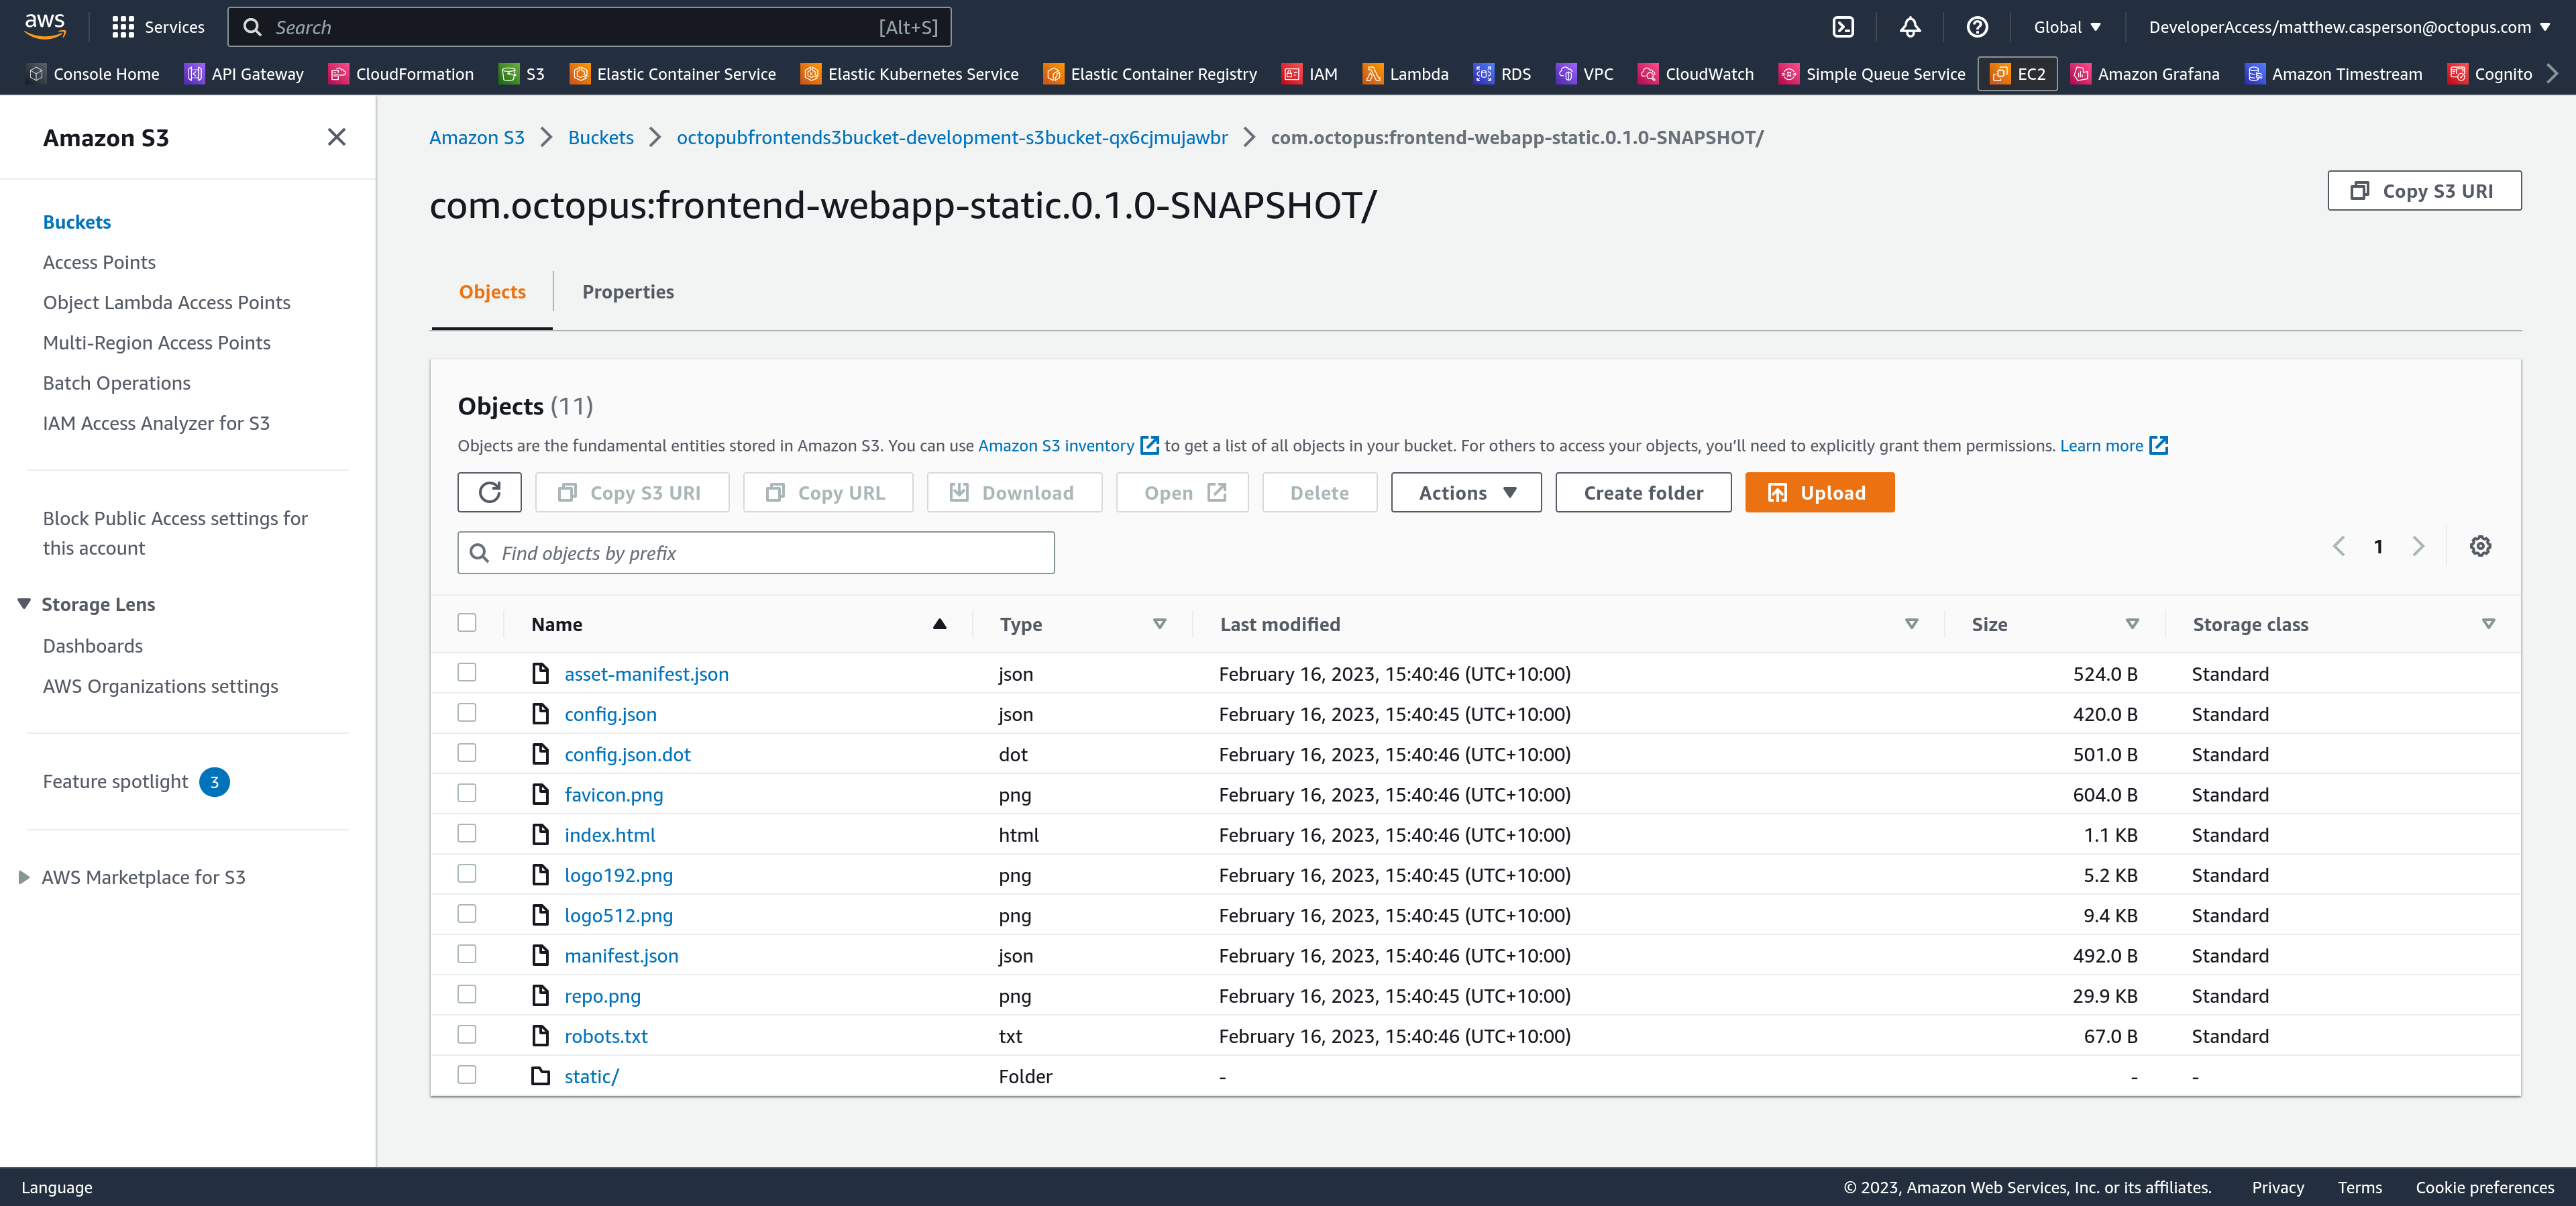 aws Services Search [Alt+S] Global DeveloperAccess/matthew.casperson@octopus.com
Console Home API Gateway CloudFormation S3 Elastic Container Service Elastic Kubernetes Service Elastic Container Registry IAM Lambda RDS VPC CloudWatch Simple Queue Service EC2 Amazon Grafana Amazon Timestream Cognito
Amazon S3
Buckets
Access Points
Object Lambda Access Points
Multi-Region Access Points
Batch Operations
IAM Access Analyzer for S3
Block Public Access settings for
this account
Storage Lens
Dashboards
AWS Organizations settings
Feature spotlight 3
AWS Marketplace for S3
Amazon S3 Buckets octopubfrontends3bucket-development-s3bucket-qx6cjmujawbr com.octopus:frontend-webapp-static.0.1.0-SNAPSHOT/
com.octopus:frontend-webapp-static.0.1.0-SNAPSHOT/
Copy S3 URI
Objects Properties
Objects (11)
Objects are the fundamental entities stored in Amazon S3. You can use Amazon S3 inventory to get a list of all objects in your bucket. For others to access your objects, you’ll need to explicitly grant them permissions. Learn more
Copy S3 URI Copy URL Download Open Delete Actions Create folder Upload
Find objects by prefix
1
Name Type Last modified Size Storage class
asset-manifest.json json February 16, 2023, 15:40:46 (UTC+10:00) 524.0 B Standard
config.json json February 16, 2023, 15:40:45 (UTC+10:00) 420.0 B Standard
config.json.dot dot February 16, 2023, 15:40:46 (UTC+10:00) 501.0 B Standard
favicon.png png February 16, 2023, 15:40:46 (UTC+10:00) 604.0 B Standard
index.html html February 16, 2023, 15:40:46 (UTC+10:00) 1.1 KB Standard
logo192.png png February 16, 2023, 15:40:45 (UTC+10:00) 5.2 KB Standard
logo512.png png February 16, 2023, 15:40:45 (UTC+10:00) 9.4 KB Standard
manifest.json json February 16, 2023, 15:40:46 (UTC+10:00) 492.0 B Standard
repo.png png February 16, 2023, 15:40:45 (UTC+10:00) 29.9 KB Standard
robots.txt txt February 16, 2023, 15:40:46 (UTC+10:00) 67.0 B Standard
static/ Folder - - -
Language © 2023, Amazon Web Services, Inc. or its affiliates. Privacy Terms Cookie preferences